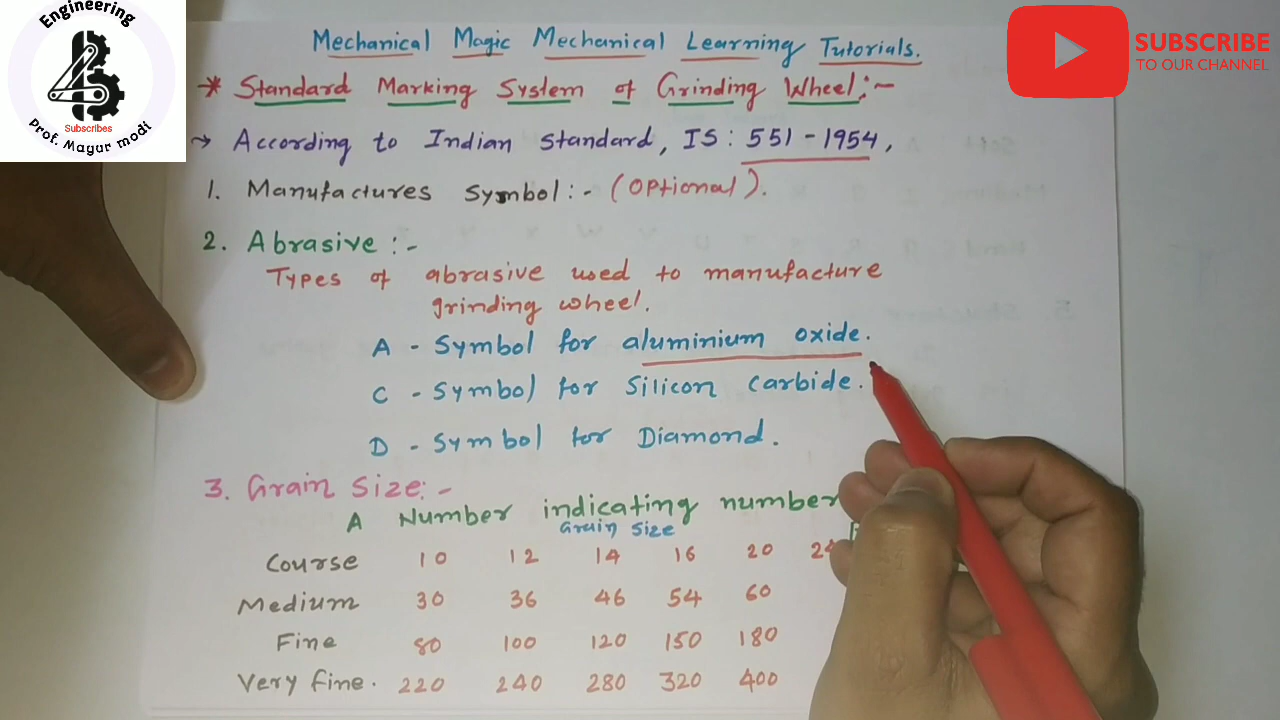 Engineering
Subscribes
Prof. Mayur modi
SUBSCRIBE
TO OUR CHANNEL
Mechanical Magic Mechanical Learning Tutorials.
* Standard Marking System of Grinding Wheel:-
→ According to Indian Standard, IS: 551-1954,
1. Manufactures Symbol:- (Optional).
2. Abrasive:-
Types of abrasive used to manufacture
grinding wheel.
A - Symbol for aluminium oxide.
C - Symbol for Silicon Carbide.
D - Symbol for Diamond.
3. Grain Size:-
A Number indicating number
Grain Size
Course 10 12 14 16 20
Medium 30 36 46 54 60
Fine 80 100 120 150 180
Very fine. 220 240 280 320 400